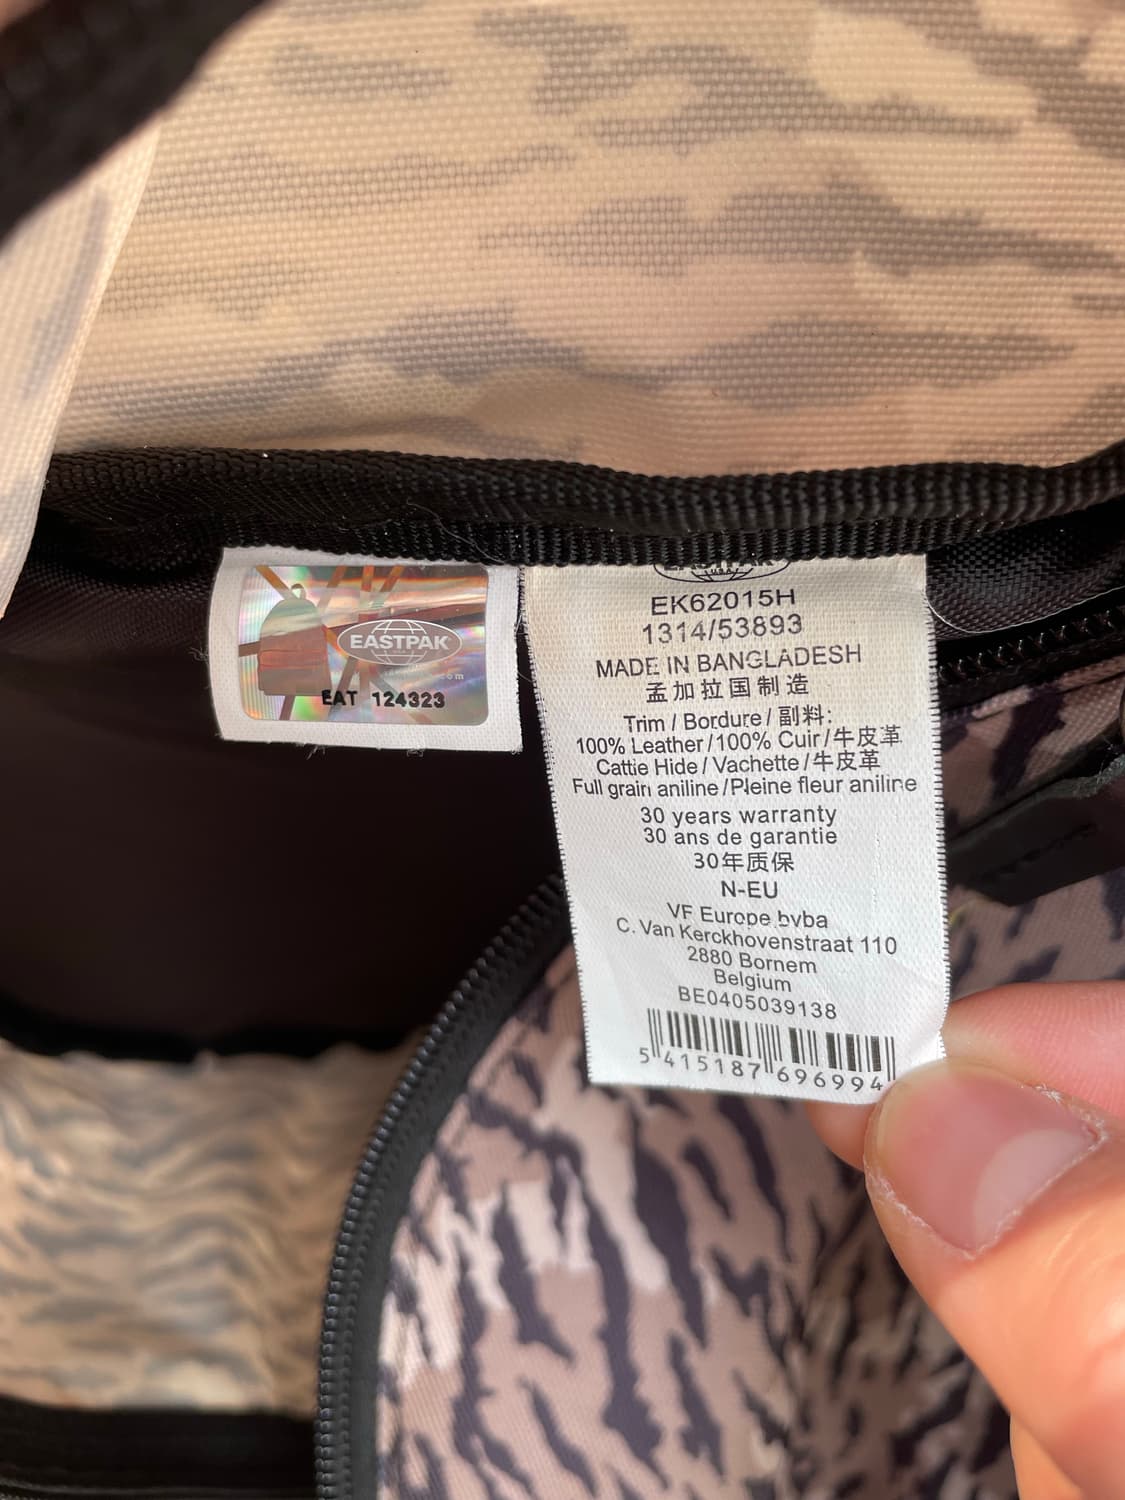 EASTPAK
EAT 124323
EK62015H
1314/53893
MADE IN BANGLADESH
孟加拉国制造
Trim / Bordure / 副料:
100% Leather/100% Cuir/牛皮革
Cattie Hide / Vachette /牛皮革
Full grain aniline /Pleine fleur aniline
30 years warranty
30 ans de garantie
30年质保
N-EU
VF Europe bvba
C. Van Kerckhovenstraat 110
2880 Bornem
Belgium
BE0405039138
5 415187 696994